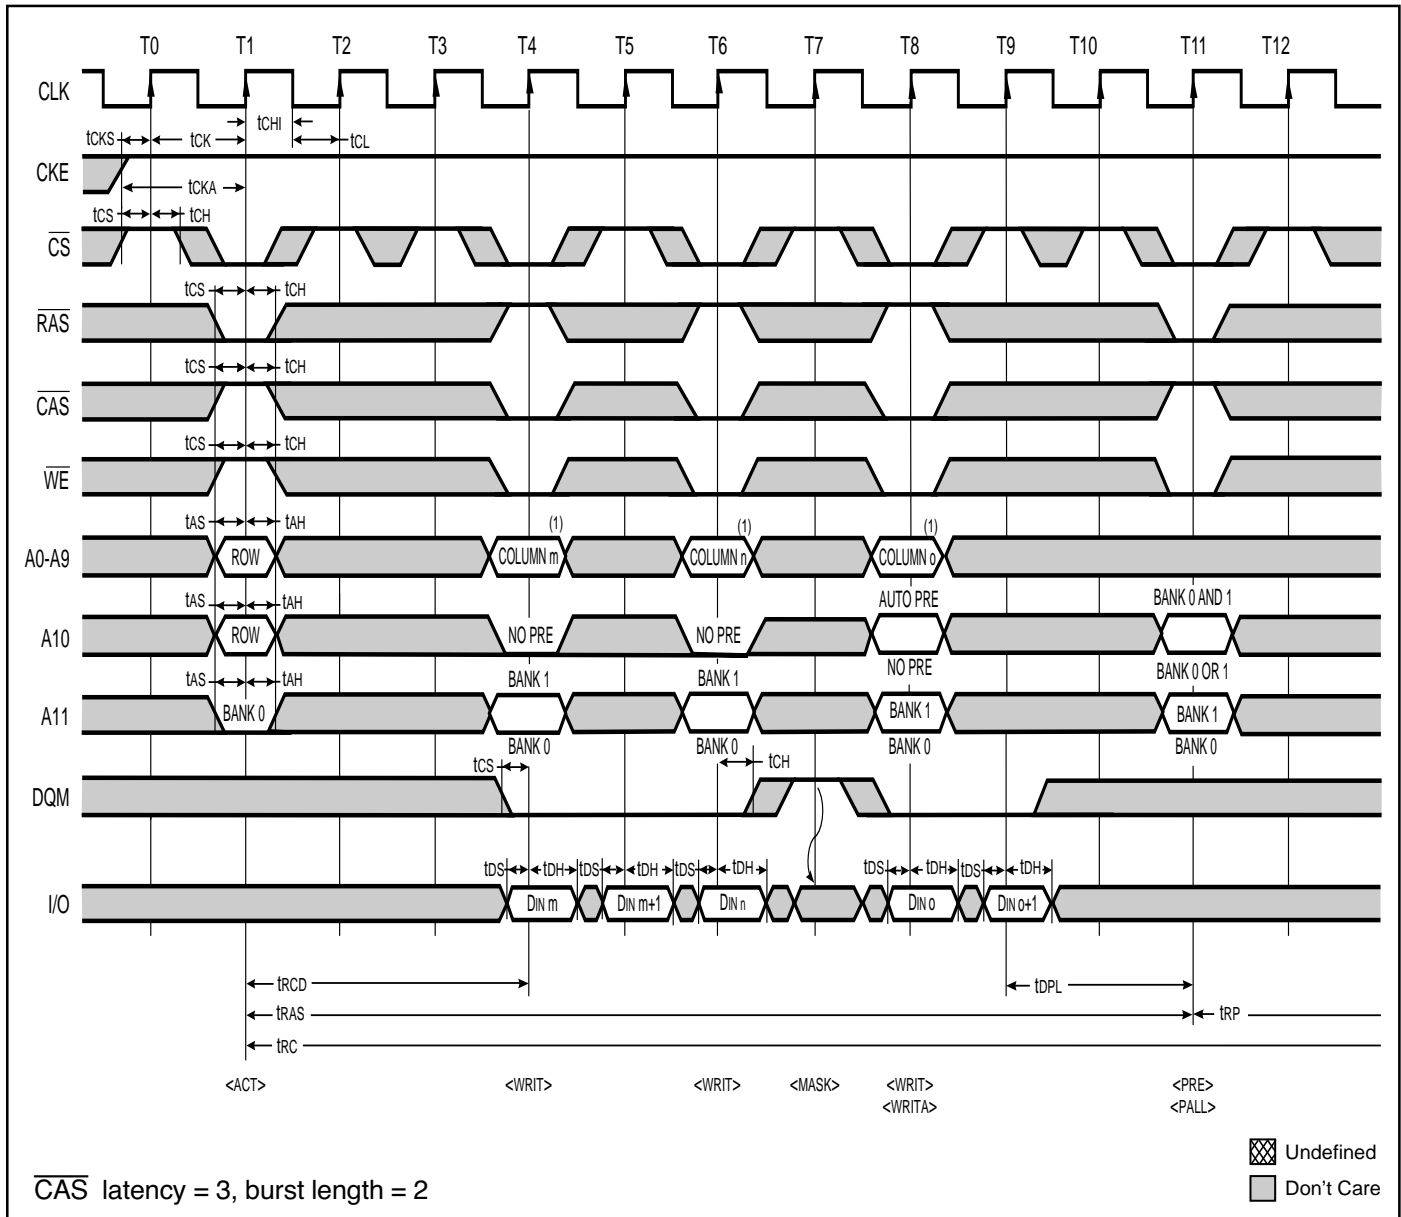 T0 T1 T2 T3 T4 T5 T6 T7 T8 T9 T10 T11 T12
CLK
tCHI
tCKS tCK tCL
CKE
tCKA
tCS tCH
CS
tCS tCH
RAS
tCS tCH
CAS
tCS tCH
WE
tAS tAH (1) (1) (1)
A0-A9 ROW COLUMN m COLUMN n COLUMN o
tAS tAH AUTO PRE BANK 0 AND 1
A10 ROW NO PRE NO PRE
NO PRE BANK 0 OR 1
tAS tAH BANK 1 BANK 1
A11 BANK 0 BANK 1 BANK 1
BANK 0 BANK 0 BANK 0 BANK 0
tCS tCH
DQM
tDS tDH tDS tDH tDS tDH tDS tDH tDS tDH
I/O DIN m DIN m+1 DIN n DIN o DIN o+1
tRCD tDPL
tRAS tRP
tRC
<ACT> <WRIT> <WRIT> <MASK> <WRIT> <PRE>
<WRITA> <PALL>
Undefined
CAS latency = 3, burst length = 2 Don't Care